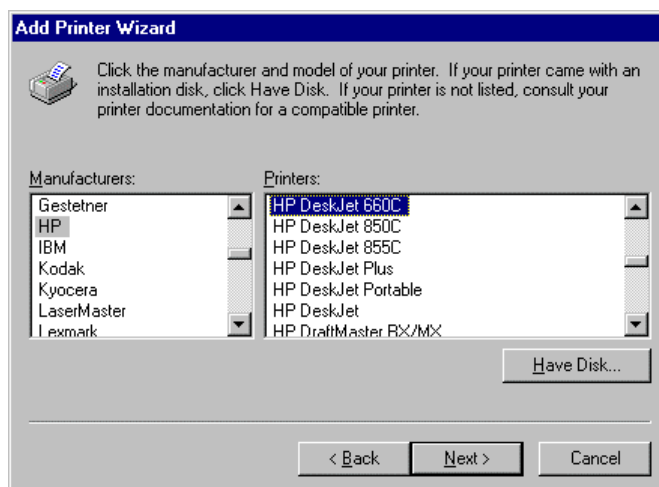 Add Printer Wizard
Click the manufacturer and model of your printer. If your printer came with an
installation disk, click Have Disk. If your printer is not listed, consult your
printer documentation for a compatible printer.
Manufacturers:
Gestetner
HP
IBM
Kodak
Kyocera
LaserMaster
Lexmark
Printers:
HP DeskJet 660C
HP DeskJet 850C
HP DeskJet 855C
HP DeskJet Plus
HP DeskJet Portable
HP DeskJet
HP DraftMaster RX/MX
Have Disk...
< Back
Next >
Cancel